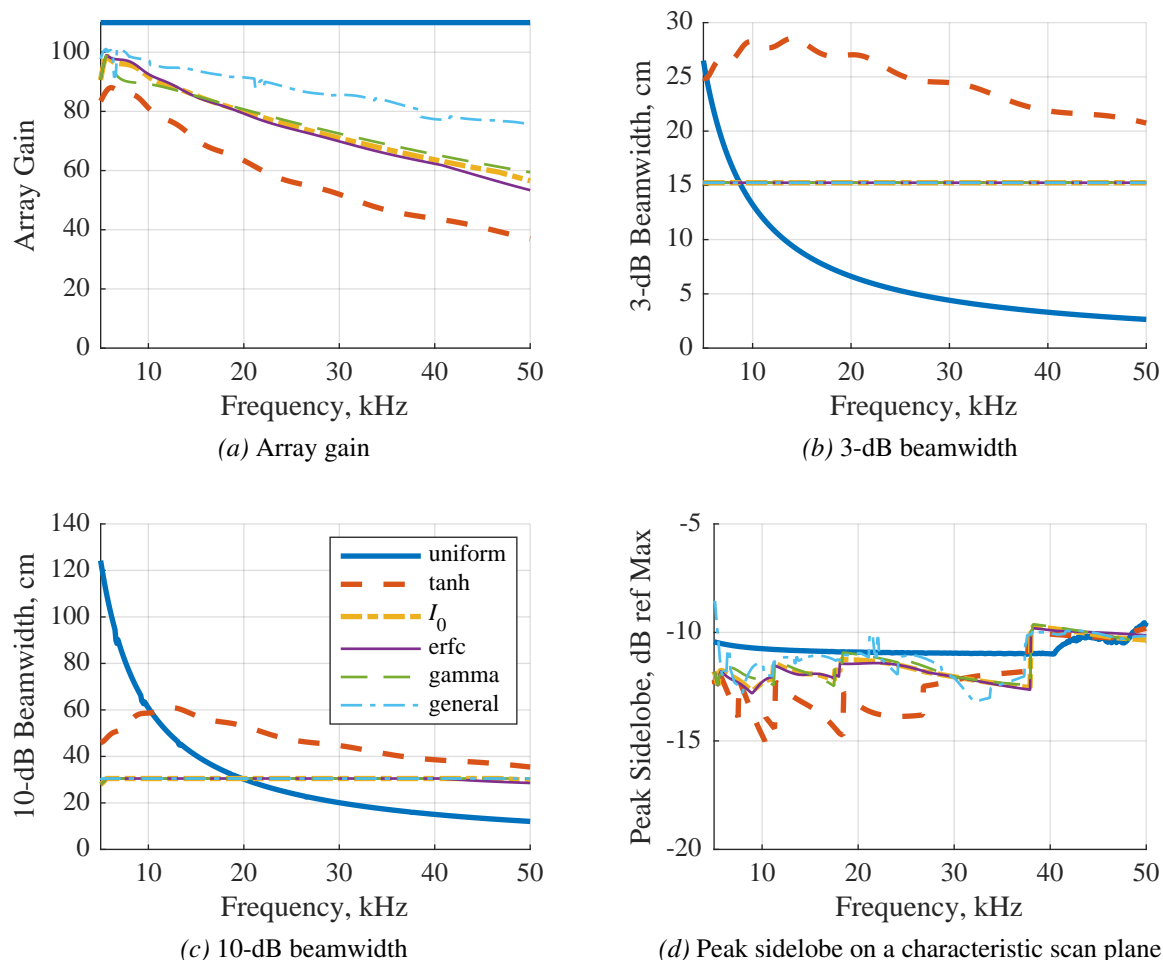 Array Gain
100
80
60
40
20
0
10 20 30 40 50
Frequency, kHz
(a) Array gain
3-dB Beamwidth, cm
30
25
20
15
10
5
0
10 20 30 40 50
Frequency, kHz
(b) 3-dB beamwidth
10-dB Beamwidth, cm
140
120
100
80
60
40
20
0
uniform
tanh
I0
erfc
gamma
general
10 20 30 40 50
Frequency, kHz
(c) 10-dB beamwidth
Peak Sidelobe, dB ref Max
-5
-10
-15
-20
10 20 30 40 50
Frequency, kHz
(d) Peak sidelobe on a characteristic scan plane